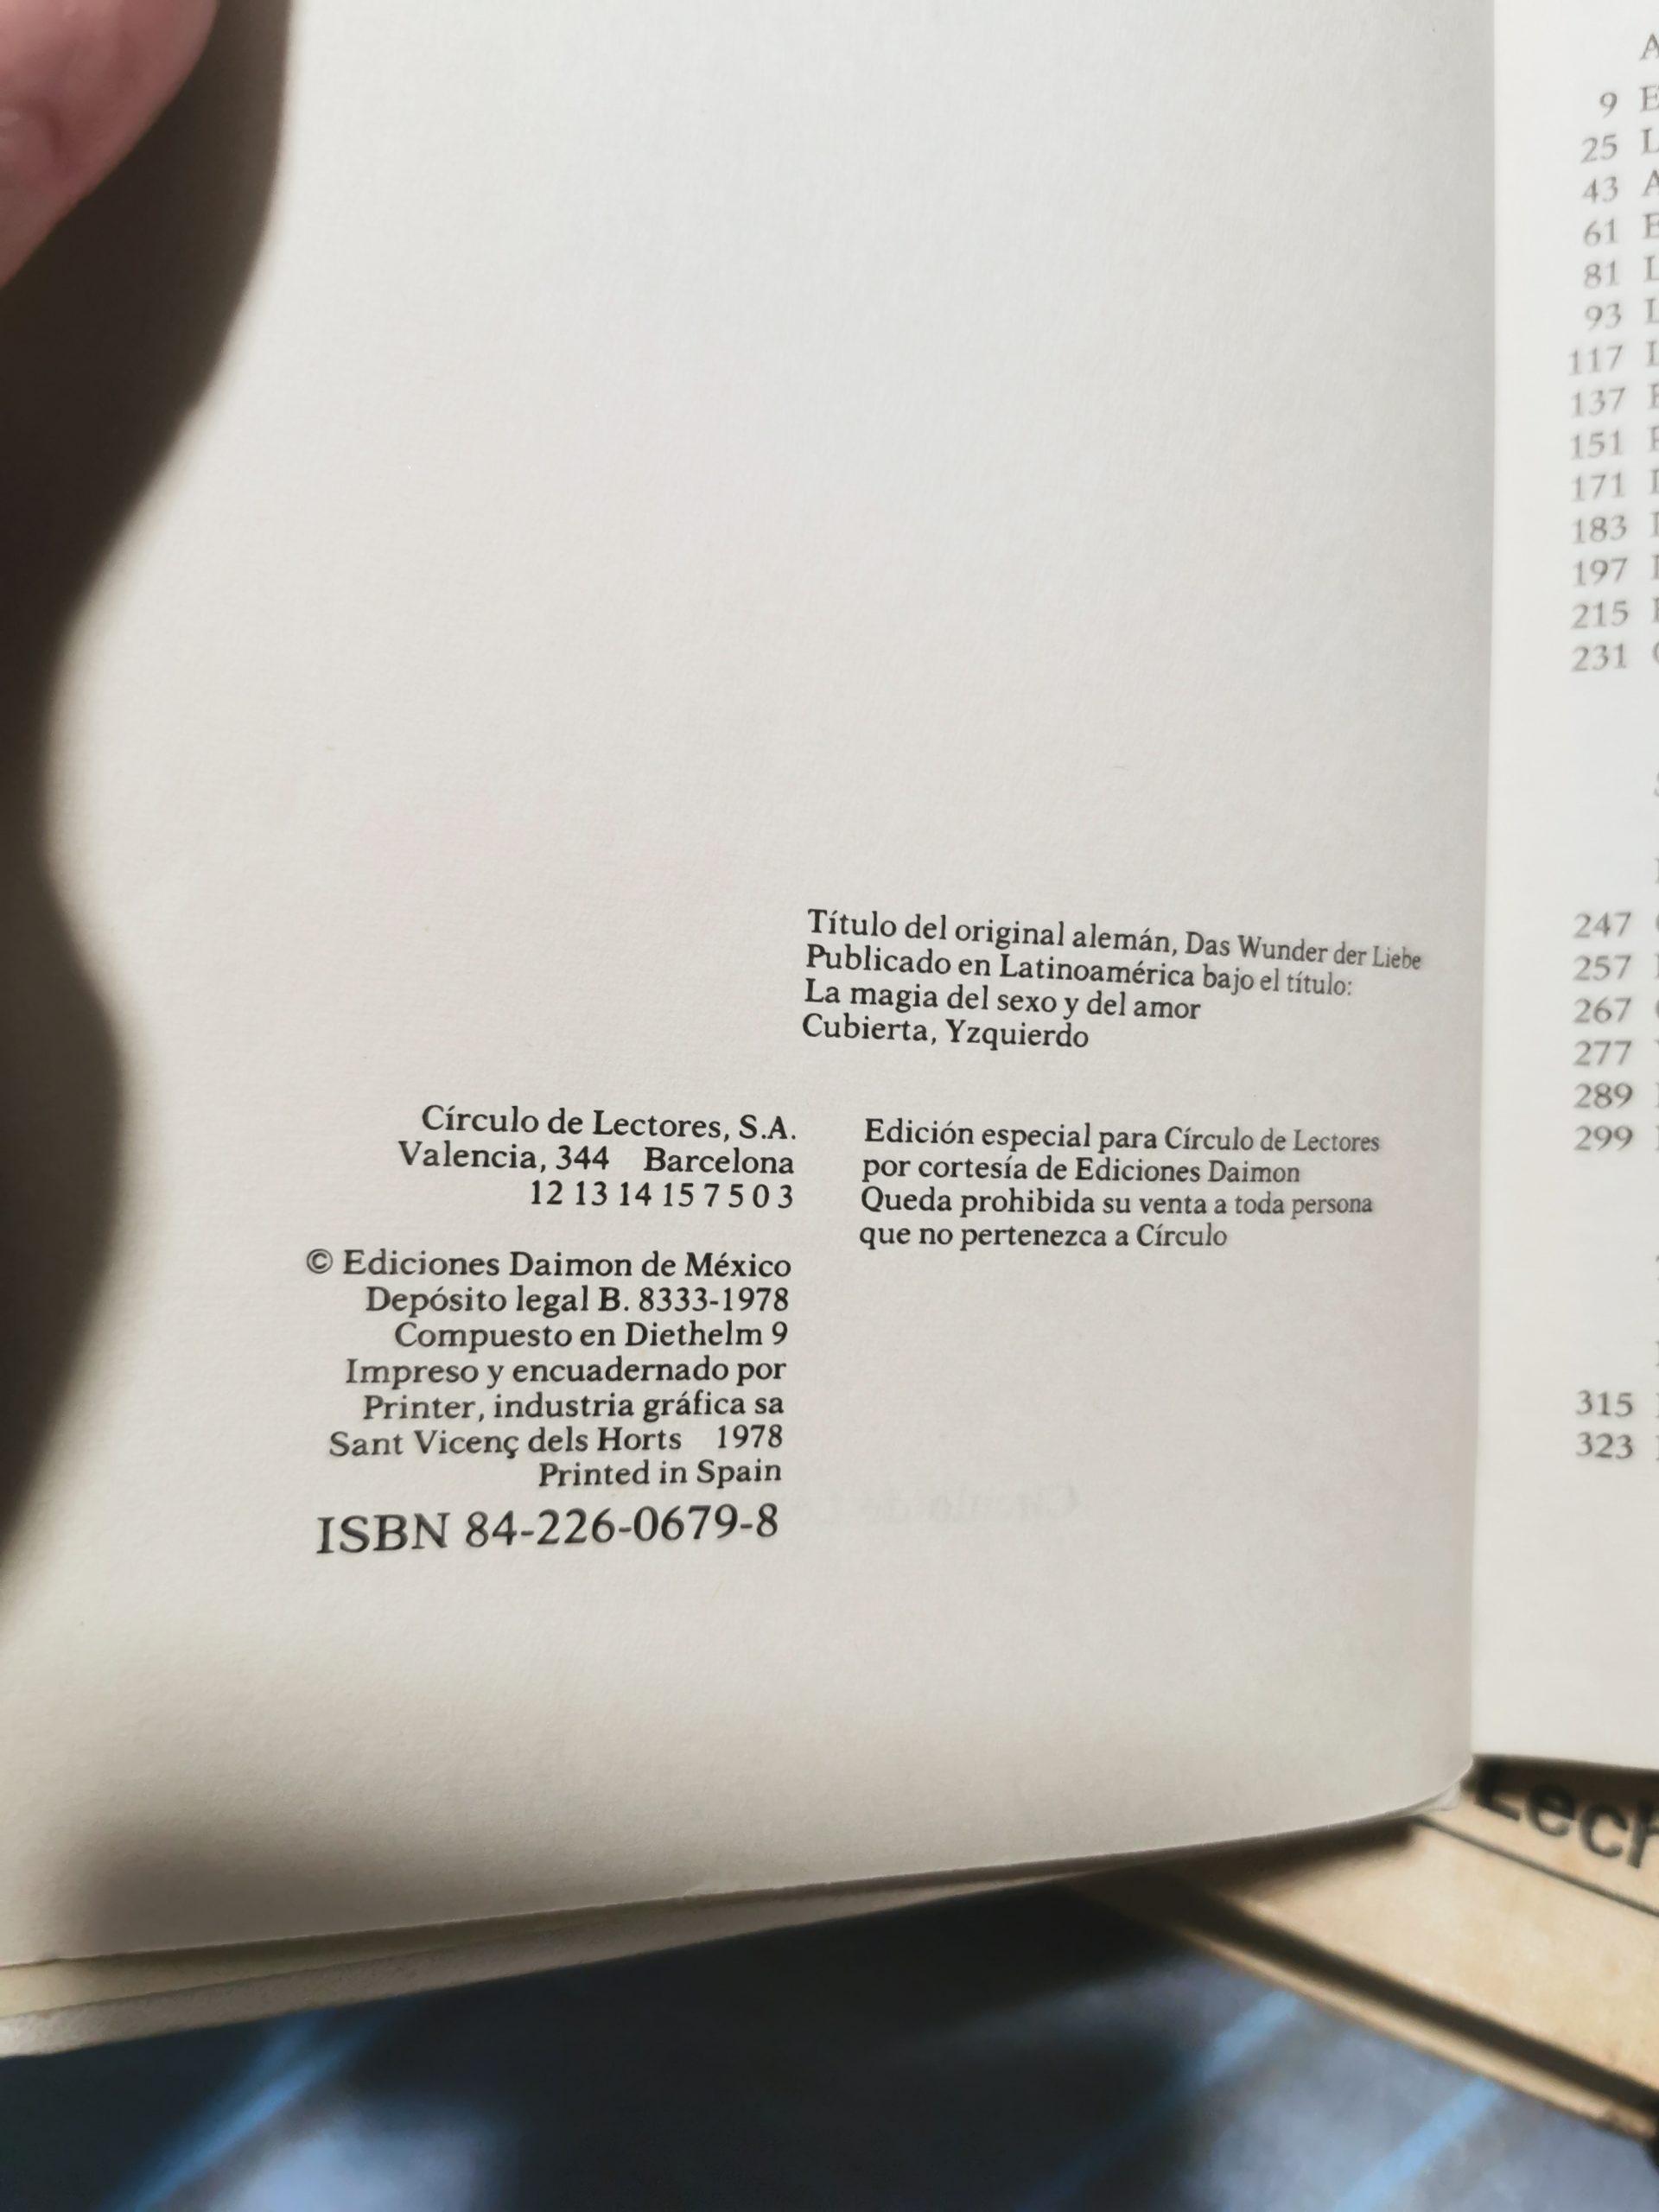 Título del original alemán, Das Wunder der Liebe
Publicado en Latinoamérica bajo el título:
La magia del sexo y del amor
Cubierta, Yzquierdo
Círculo de Lectores, S.A.
Valencia, 344 Barcelona
12 13 14 15 7 5 0 3
Edición especial para Círculo de Lectores
por cortesía de Ediciones Daimon
Queda prohibida su venta a toda persona
que no pertenezca a Círculo
© Ediciones Daimon de México
Depósito legal B. 8333-1978
Compuesto en Diethelm 9
Impreso y encuadernado por
Printer, industria gráfica sa
Sant Vicenç dels Horts 1978
Printed in Spain
ISBN 84-226-0679-8
9
25
43
61
81
93
117
137
151
171
183
197
215
231
247
257
267
277
289
299
315
323